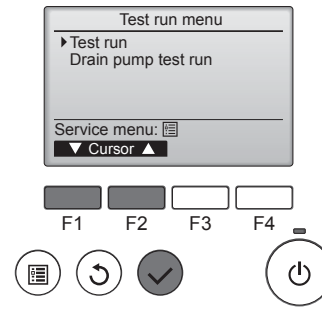 Test run menu
Test run
Drain pump test run
Service menu:
▼ Cursor ▲
F1 F2 F3 F4